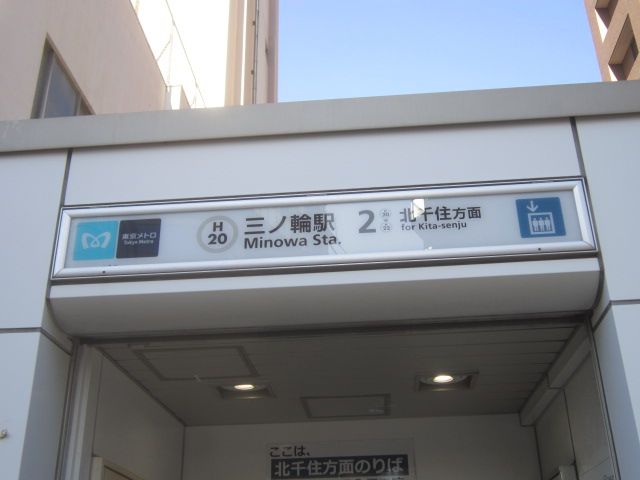 東京メトロ
Tokyo Metro
H
20
三ノ輪駅
Minowa Sta.
2
北千住方面
for Kita-senju
ここは、
北千住方面のりば